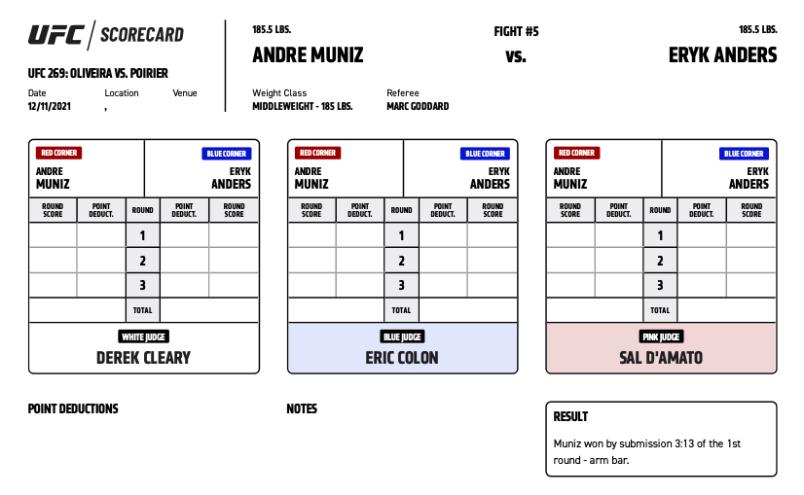 UFC / SCORECARD
UFC 269: OLIVEIRA VS. POIRIER
Date Location Venue
12/11/2021 ,
185.5 LBS. FIGHT #5 185.5 LBS.
ANDRE MUNIZ VS. ERYK ANDERS
Weight Class Referee
MIDDLEWEIGHT - 185 LBS. MARC GODDARD
RED CORNER BLUE CORNER
ANDRE ERYK
MUNIZ ANDERS
ROUND SCORE POINT DEDUCT. ROUND POINT DEDUCT. ROUND SCORE
1
2
3
TOTAL
WHITE JUDGE
DEREK CLEARY
RED CORNER BLUE CORNER
ANDRE ERYK
MUNIZ ANDERS
ROUND SCORE POINT DEDUCT. ROUND POINT DEDUCT. ROUND SCORE
1
2
3
TOTAL
BLUE JUDGE
ERIC COLON
RED CORNER BLUE CORNER
ANDRE ERYK
MUNIZ ANDERS
ROUND SCORE POINT DEDUCT. ROUND POINT DEDUCT. ROUND SCORE
1
2
3
TOTAL
PINK JUDGE
SAL D'AMATO
POINT DEDUCTIONS
NOTES
RESULT
Muniz won by submission 3:13 of the 1st
round - arm bar.